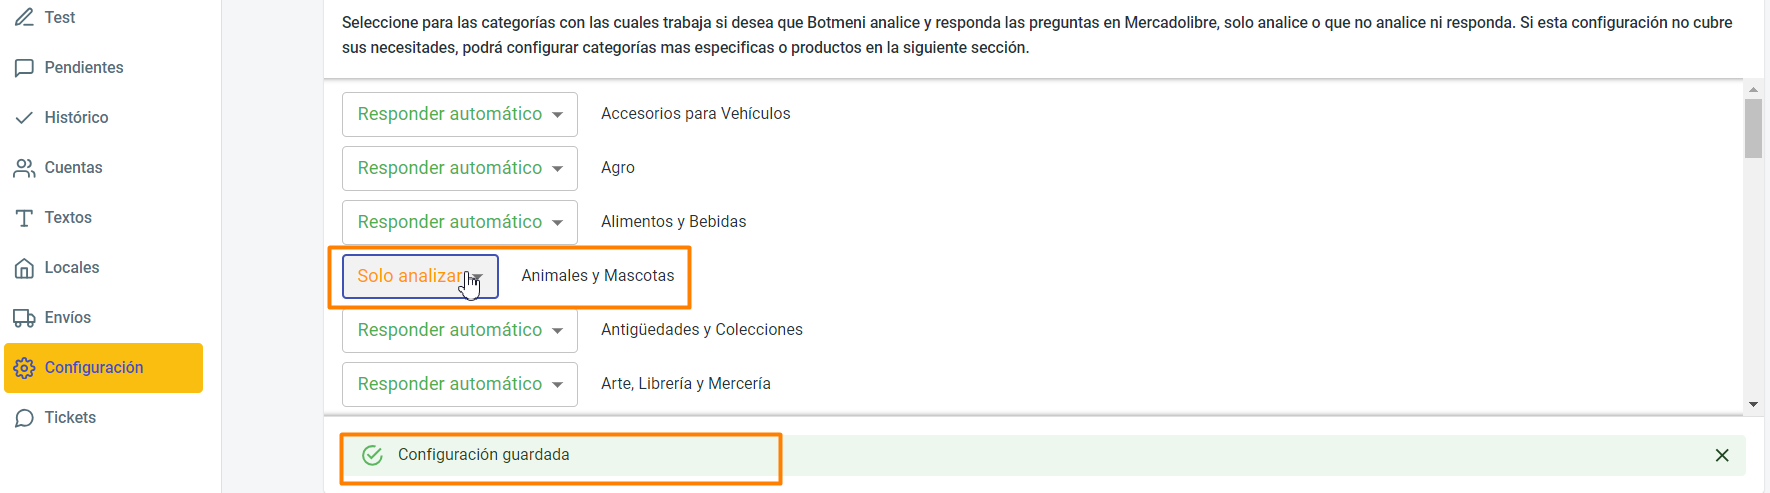 Test
Pendientes
Histórico
Cuentas
Textos
Locales
Envíos
Configuración
Tickets
Seleccione para las categorías con las cuales trabaja si desea que Botmeni analice y responda las preguntas en Mercadolibre, solo analice o que no analice ni responda. Si esta configuración no cubre
sus necesitades, podrá configurar categorías mas especificas o productos en la siguiente sección.
Responder automático Accesorios para Vehículos
Responder automático Agro
Responder automático Alimentos y Bebidas
Solo analizar Animales y Mascotas
Responder automático Antigüedades y Colecciones
Responder automático Arte, Librería y Mercería
Configuración guardada